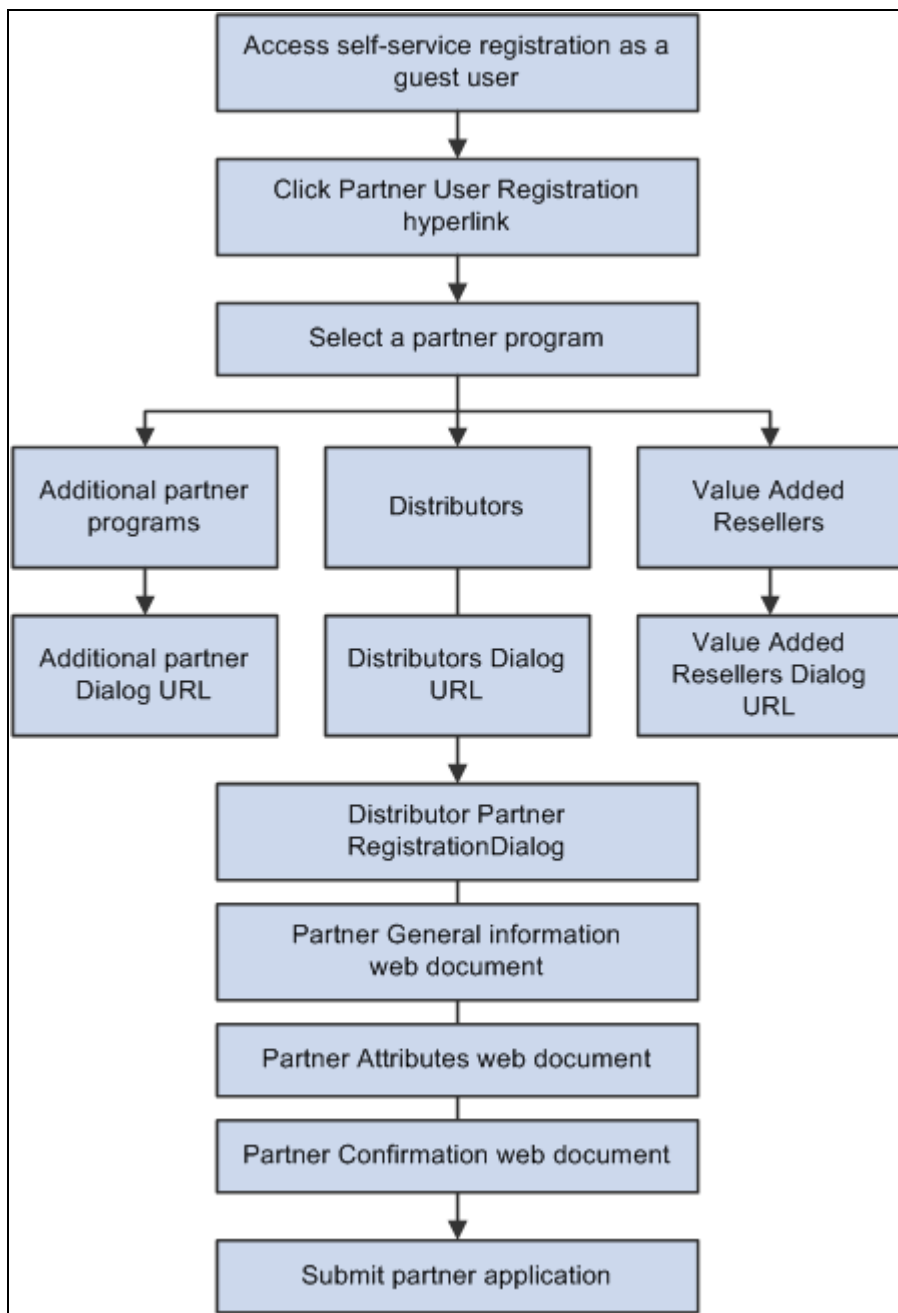 Access self-service registration as a
guest user
Click Partner User Registration
hyperlink
Select a partner program
Additional partner
programs
Distributors
Value Added
Resellers
Additional partner
Dialog URL
Distributors Dialog
URL
Value Added
Resellers Dialog
URL
Distributor Partner
RegistrationDialog
Partner General information
web document
Partner Attributes web document
Partner Confirmation web document
Submit partner application